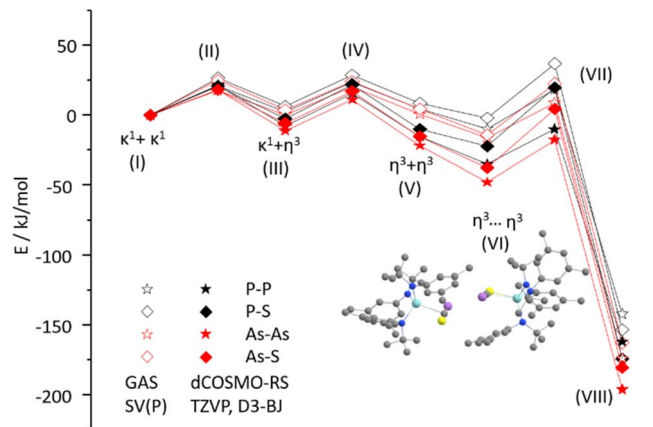 50
(II)
(IV)
(VII)
0
κ¹+ κ¹
(I)
κ¹+η³
(III)
η³+η³
(V)
-50
η³... η³
(VI)
E / kJ/mol
-100
P-P
P-S
-150
As-As
As-S
GAS dCOSMO-RS
SV(P) TZVP, D3-BJ
-200
(VIII)